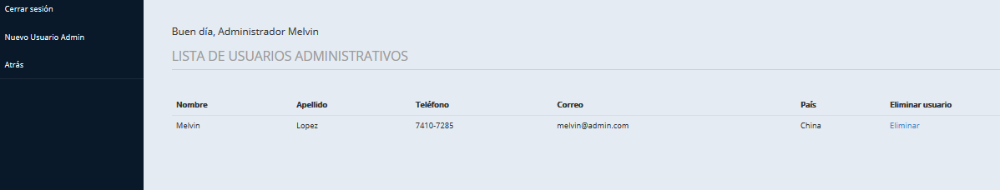 Cerrar sesión
Nuevo Usuario Admin
Atrás
Buen día, Administrador Melvin
LISTA DE USUARIOS ADMINISTRATIVOS
Nombre Apellido Teléfono Correo País Eliminar usuario
Melvin Lopez 7410-7285 melvin@admin.com China Eliminar